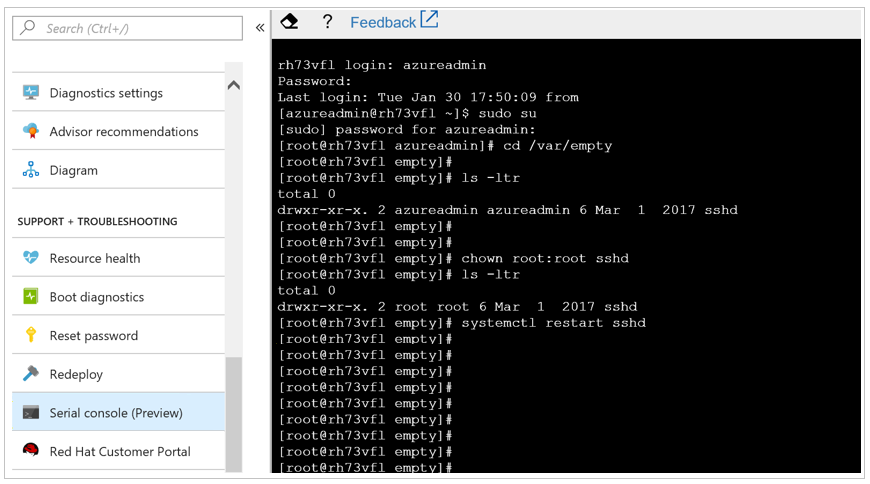 Search (Ctrl+/)
«
Diagnostics settings
Advisor recommendations
Diagram
SUPPORT + TROUBLESHOOTING
Resource health
Boot diagnostics
Reset password
Redeploy
Serial console (Preview)
Red Hat Customer Portal
? Feedback
rh73vfl login: azureadmin
Password:
Last login: Tue Jan 30 17:50:09 from
[azureadmin@rh73vfl ~]$ sudo su
[sudo] password for azureadmin:
[root@rh73vfl azureadmin]# cd /var/empty
[root@rh73vfl empty]#
[root@rh73vfl empty]# ls -ltr
total 0
drwxr-xr-x. 2 azureadmin azureadmin 6 Mar  1  2017 sshd
[root@rh73vfl empty]#
[root@rh73vfl empty]#
[root@rh73vfl empty]# chown root:root sshd
[root@rh73vfl empty]# ls -ltr
total 0
drwxr-xr-x. 2 root root 6 Mar  1  2017 sshd
[root@rh73vfl empty]# systemctl restart sshd
[root@rh73vfl empty]#
[root@rh73vfl empty]#
[root@rh73vfl empty]#
[root@rh73vfl empty]#
[root@rh73vfl empty]#
[root@rh73vfl empty]#
[root@rh73vfl empty]#
[root@rh73vfl empty]#
[root@rh73vfl empty]#